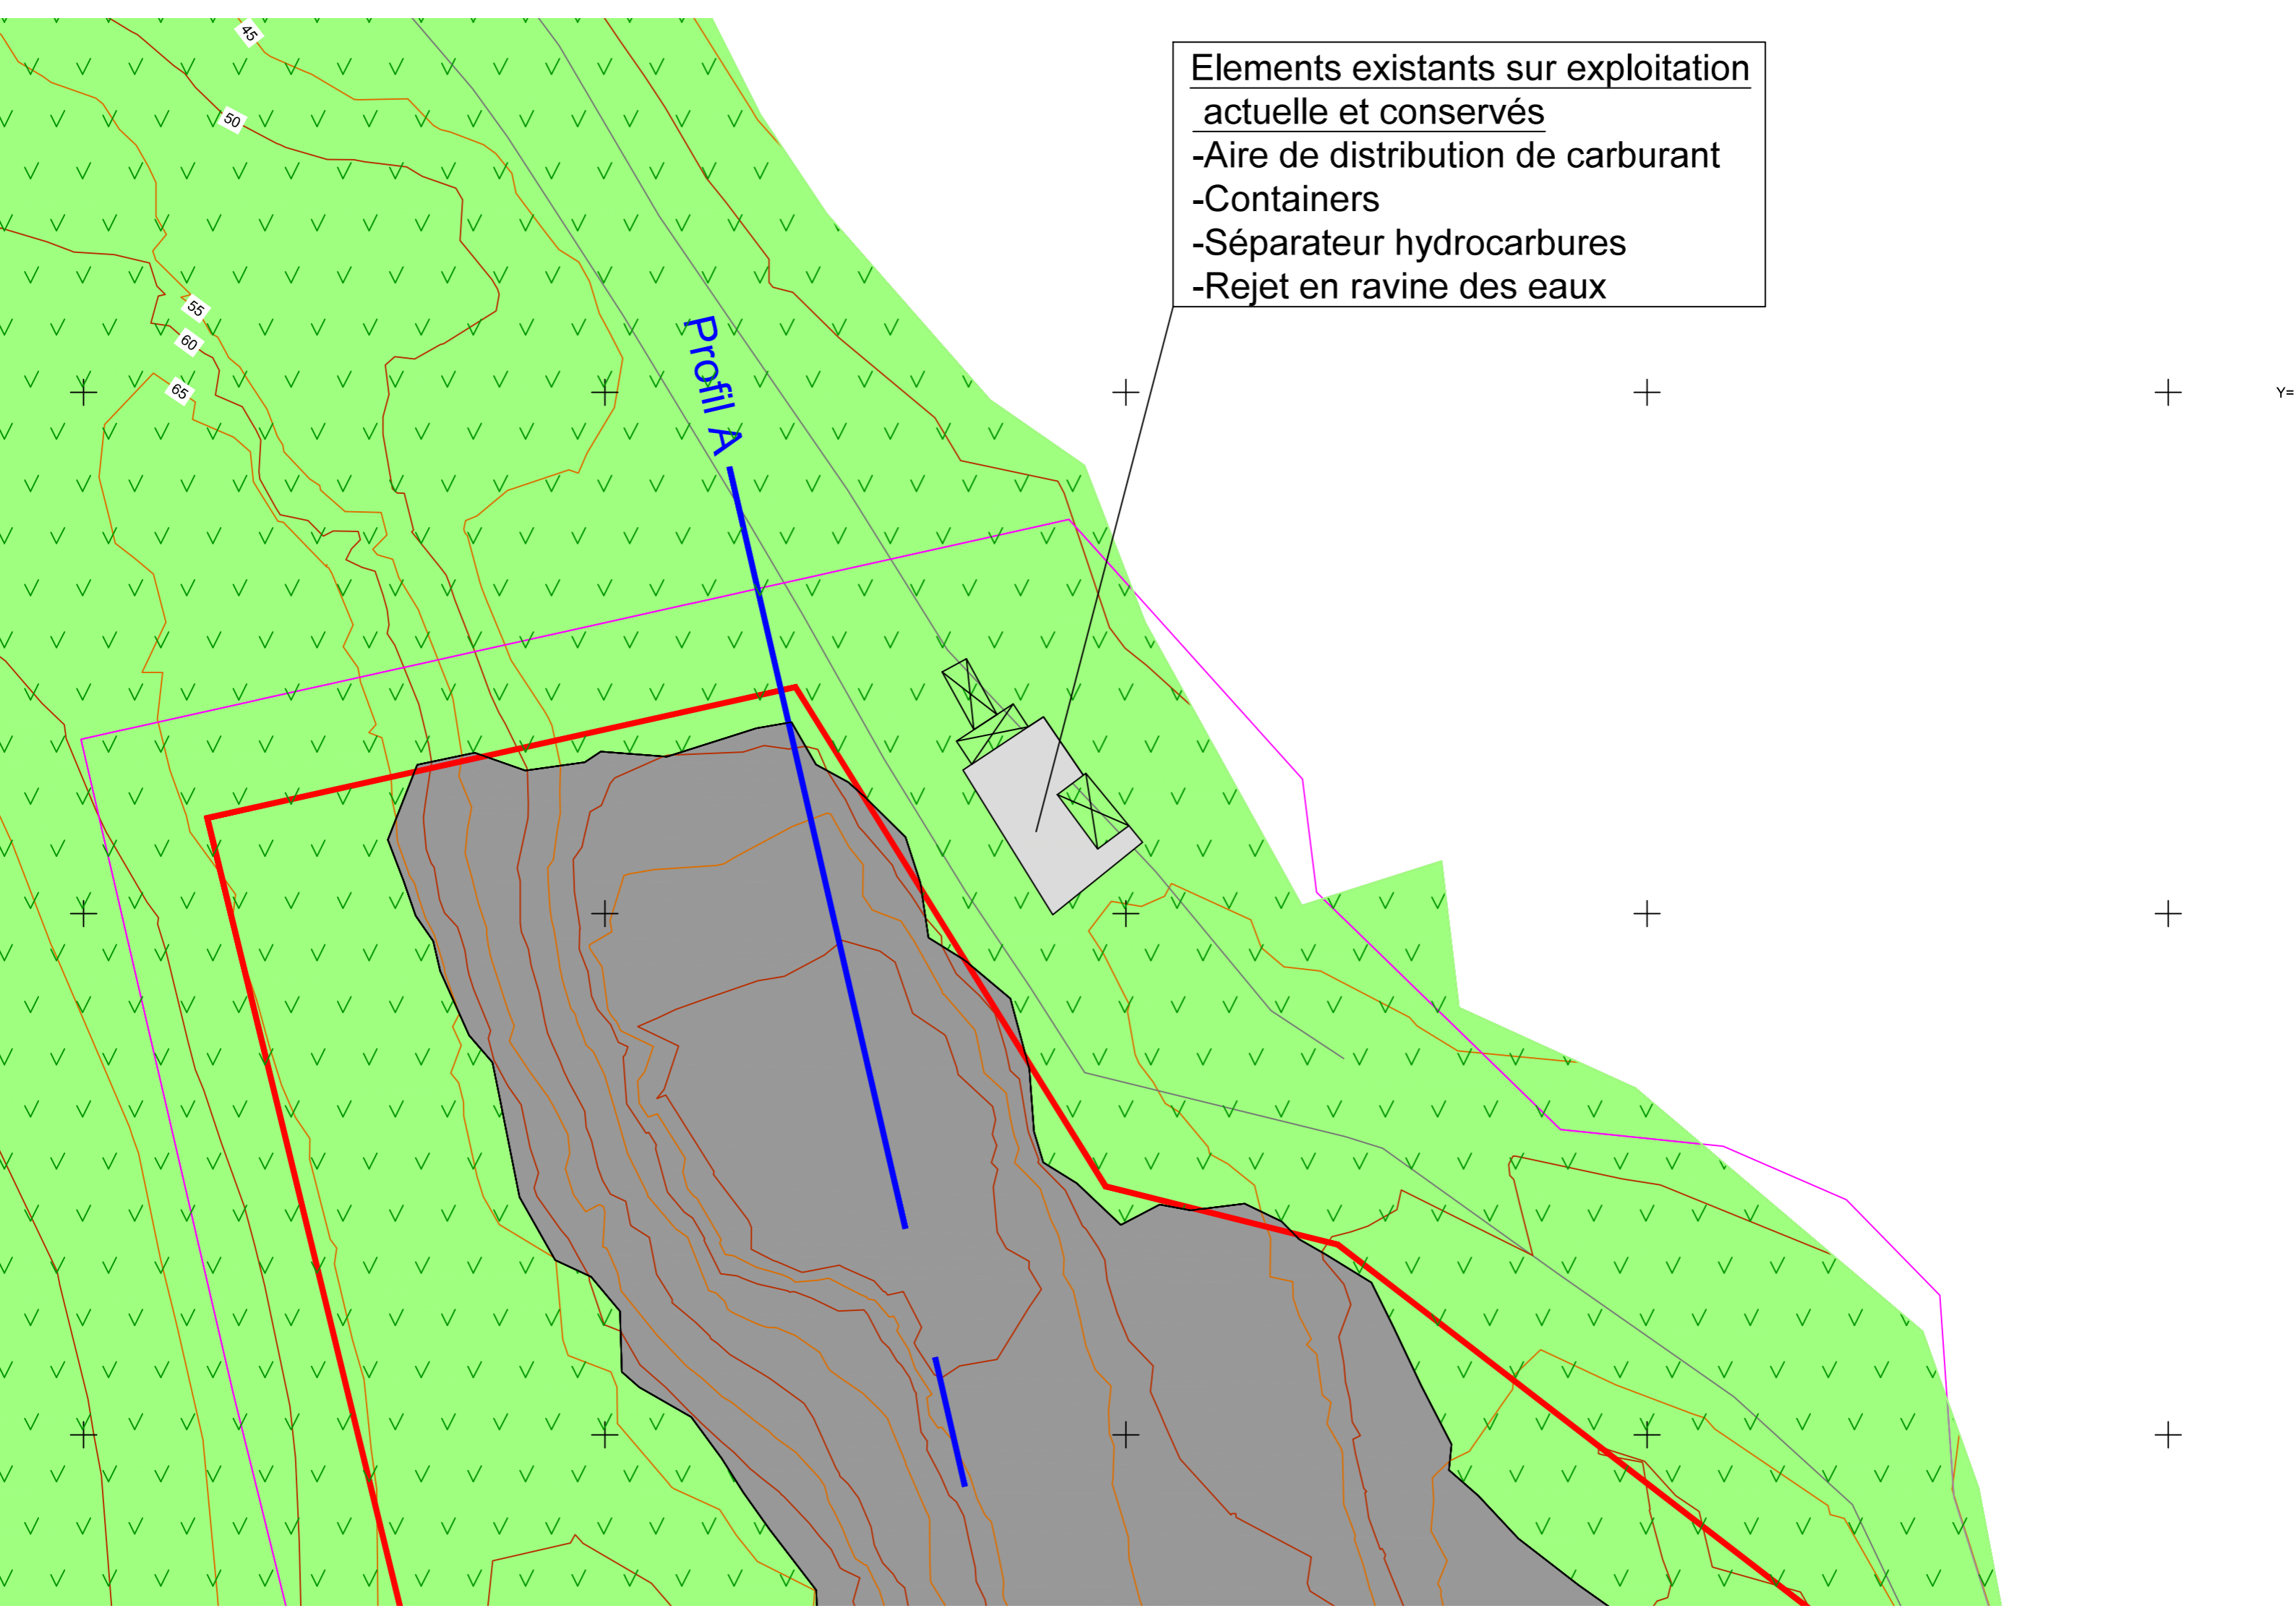 45
50
Elements existants sur exploitation
actuelle et conservés
-Aire de distribution de carburant
-Containers
-Séparateur hydrocarbures
-Rejet en ravine des eaux
55
60
65
Profil A
Y=